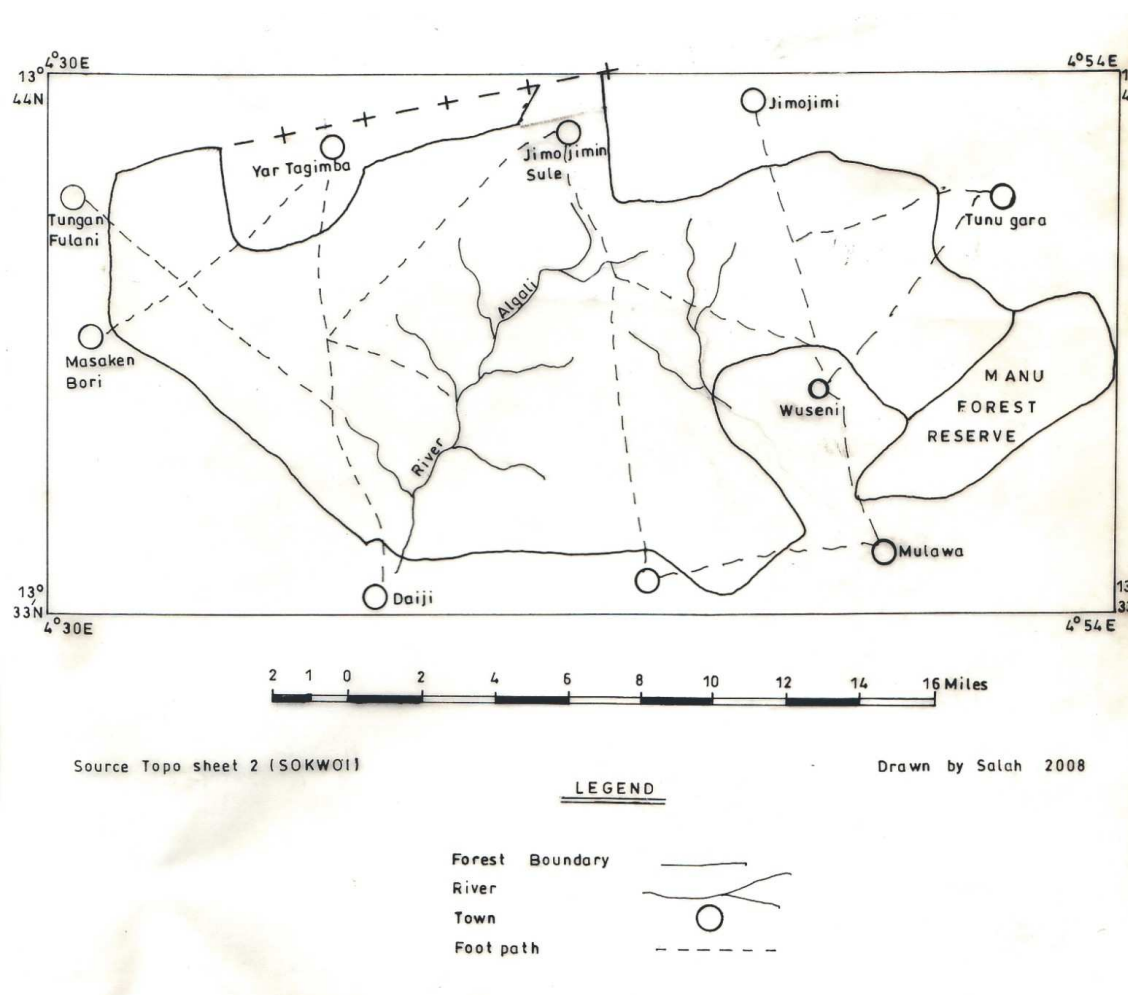 4°30E
4°54E
13°
44N
Jimojimi
Jimojimin
Sule
Yar Tagimba
Tungan
Fulani
Tunu gara
Algali
Masaken
Bori
MANU
FOREST
RESERVE
Wuseni
River
Mulawa
Daiji
13°
33'N
4°30E
4°54E
2 1 0 2 4 6 8 10 12 14 16 Miles
Source Topo sheet 2 (SOKWOI)
Drawn by Salah 2008
LEGEND
Forest Boundary
River
Town
Foot path